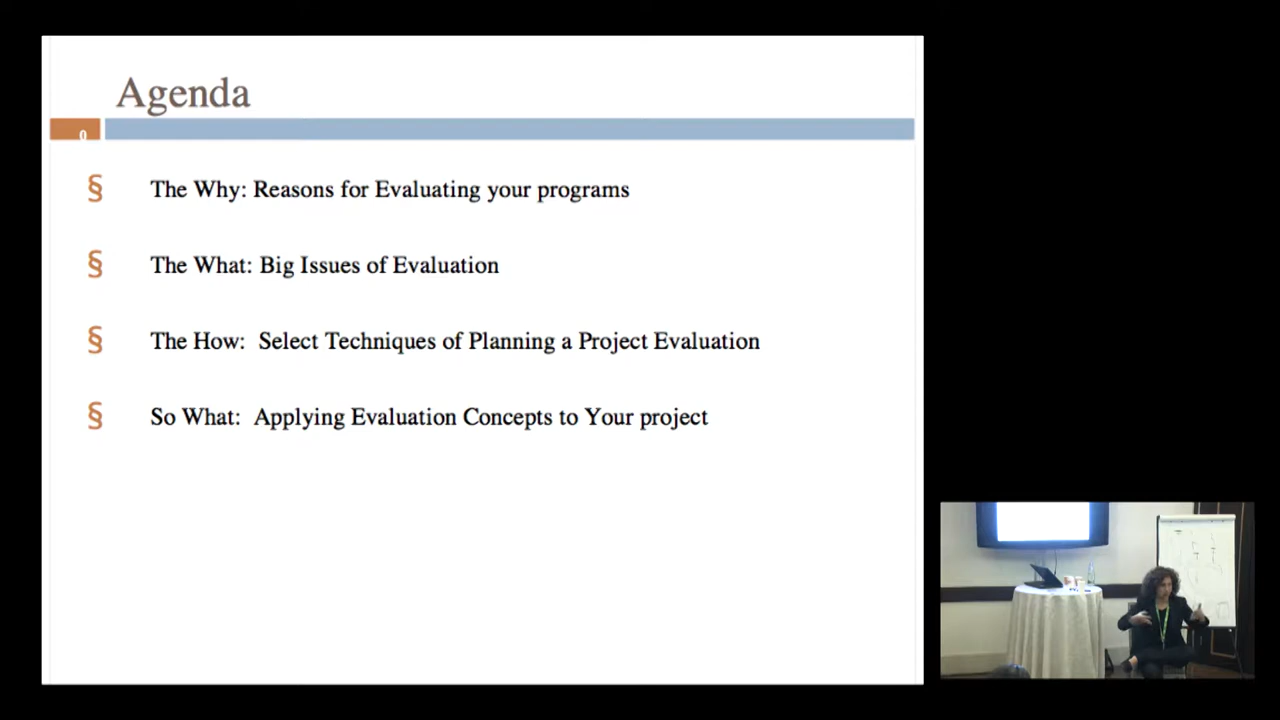 Agenda
0
§ The Why: Reasons for Evaluating your programs
§ The What: Big Issues of Evaluation
§ The How: Select Techniques of Planning a Project Evaluation
§ So What: Applying Evaluation Concepts to Your project